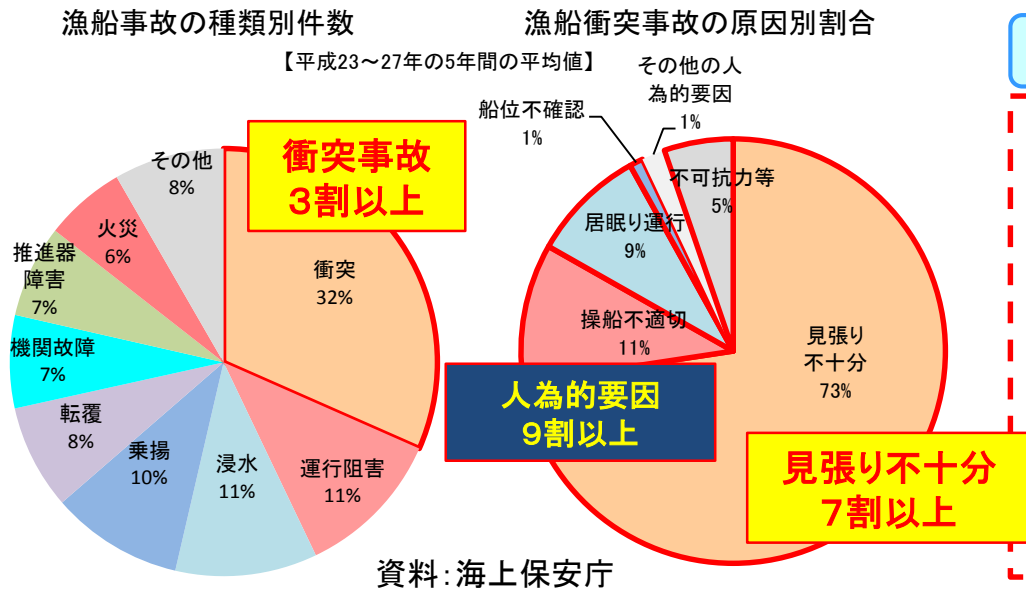 漁船事故の種類別件数
漁船衝突事故の原因別割合
【平成23～27年の5年間の平均値】
衝突事故
3割以上
衝突
32%
運行阻害
11%
浸水
11%
乗揚
10%
転覆
8%
機関故障
7%
推進器
障害
7%
火災
6%
その他
8%
見張り
不十分
73%
見張り不十分
7割以上
操船不適切
11%
人為的要因
9割以上
居眠り運行
9%
船位不確認
1%
その他の人
為的要因
1%
不可抗力等
5%
資料：海上保安庁